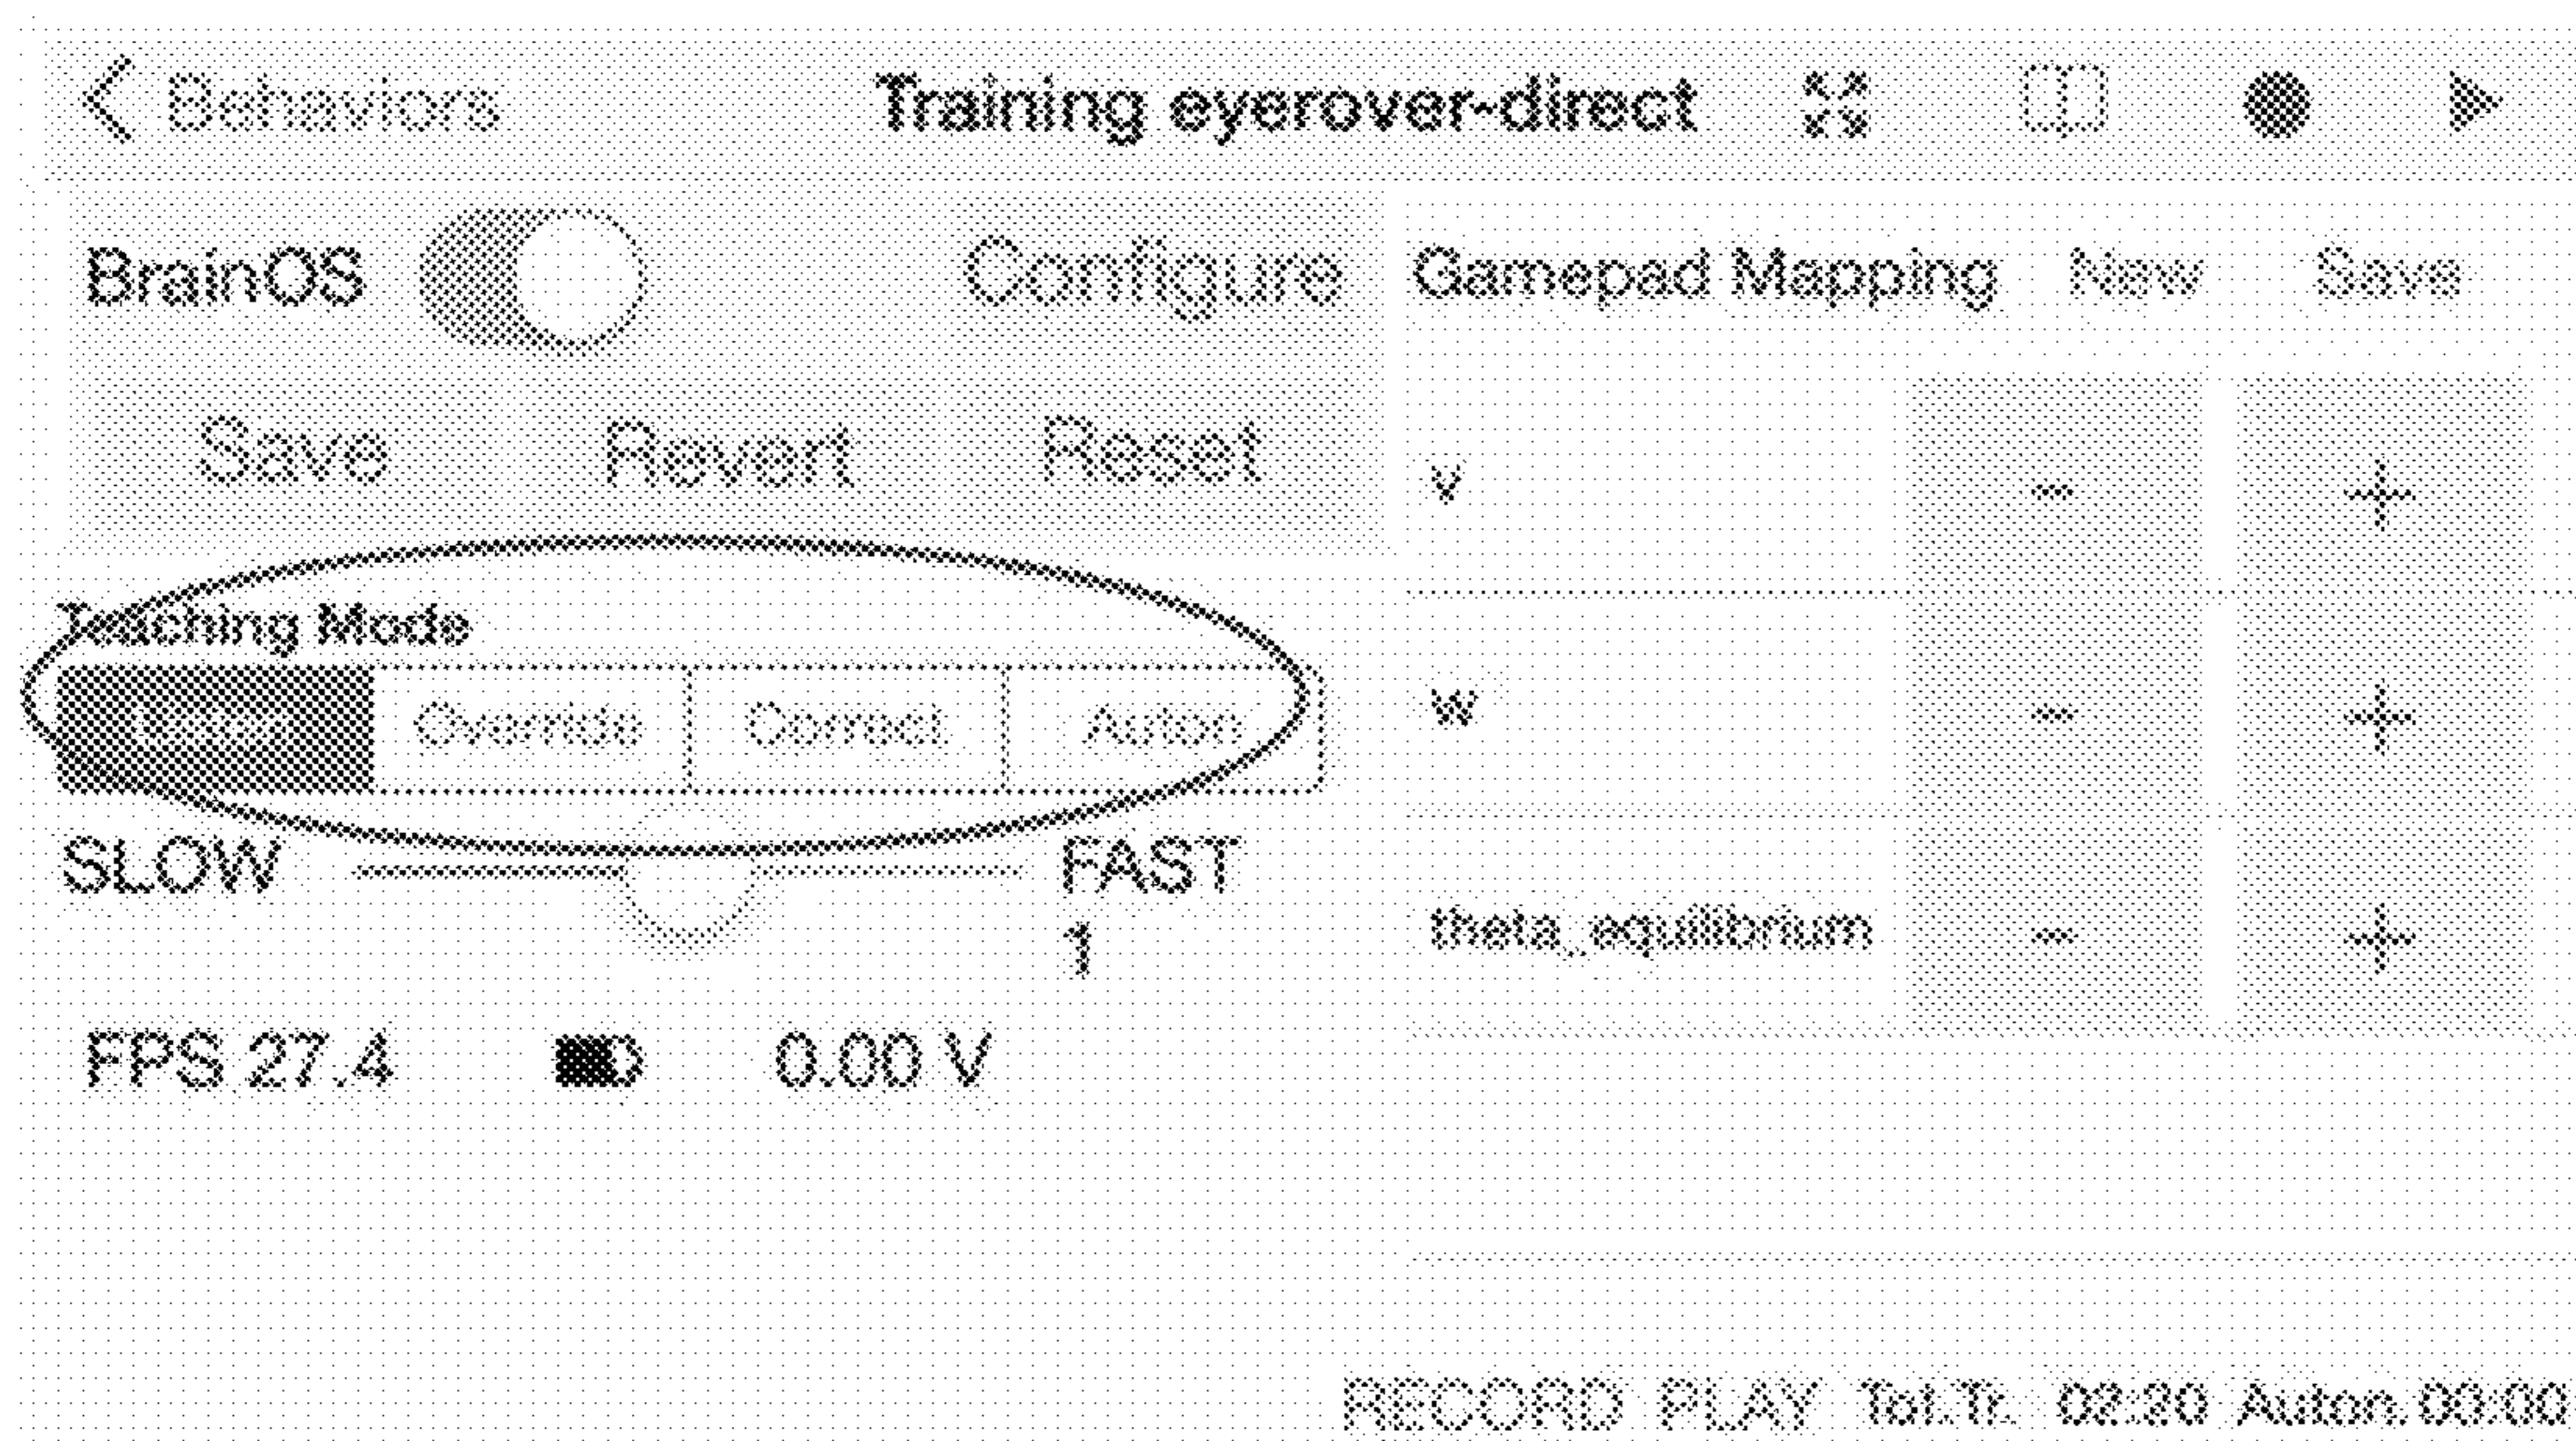 Behaviors Training eyerover-direct
BrainOS Configure
Save Revert Reset
Teaching Mode
Override Correct Auton
SLOW FAST
1
FPS 27.4 0.00 V
Gamepad Mapping New Save
v - +
w - +
theta_equilibrium - +
RECORD PLAY Tot.Tr. 02:20 Auton. 00:00